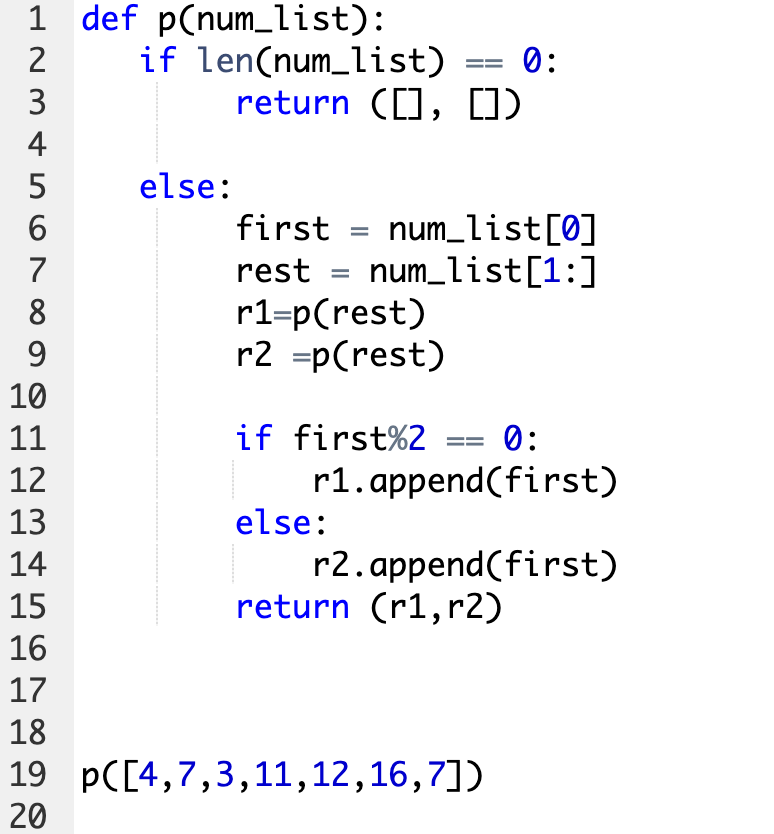 1 def p(num_list):
2     if len(num_list) == 0:
3         return ([], [])
4
5     else:
6         first = num_list[0]
7         rest = num_list[1:]
8         r1=p(rest)
9         r2 =p(rest)
10
11         if first%2 == 0:
12             r1.append(first)
13         else:
14             r2.append(first)
15         return (r1,r2)
16
17
18
19 p([4,7,3,11,12,16,7])
20